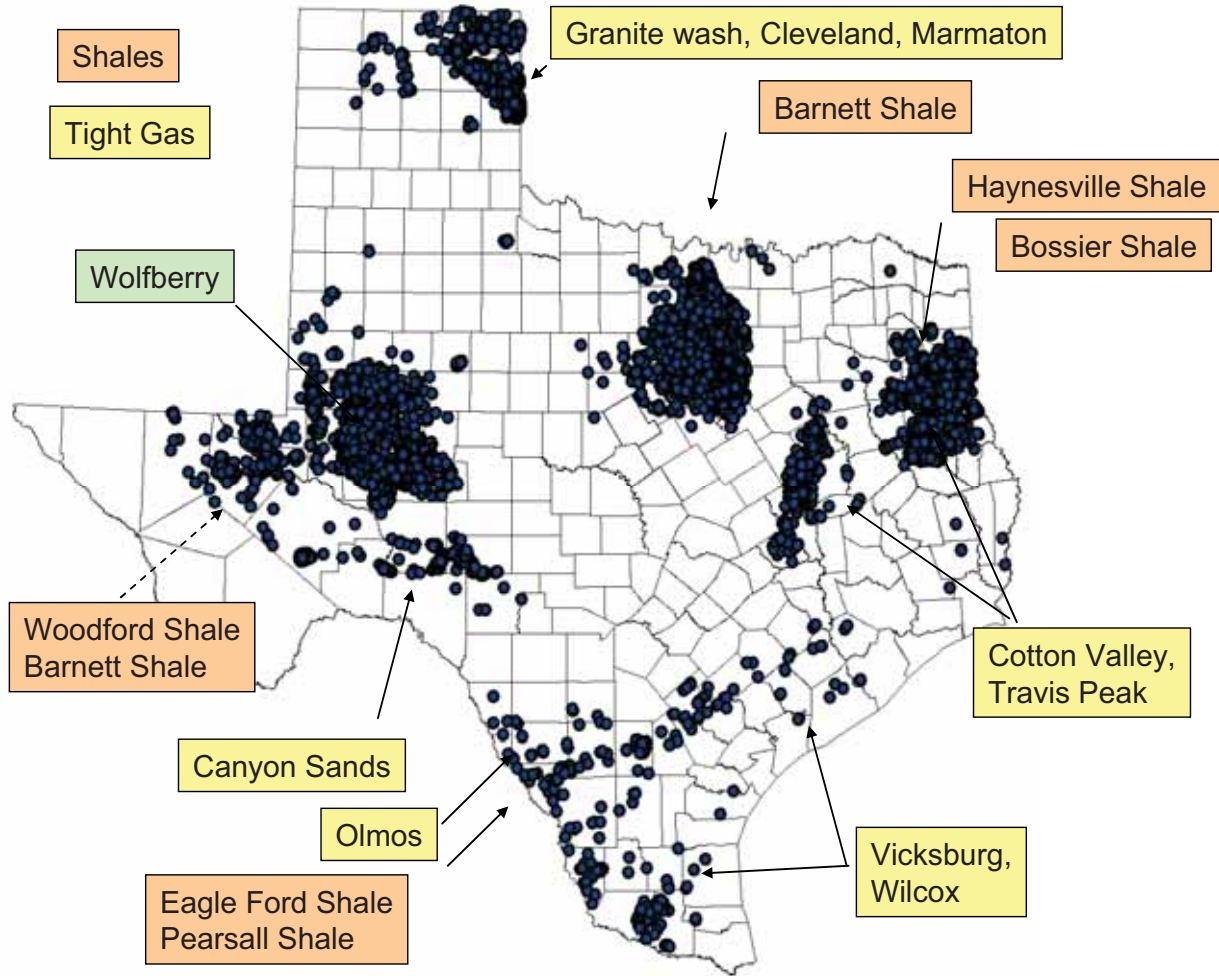 Granite wash, Cleveland, Marmaton
Shales
Barnett Shale
Tight Gas
Haynesville Shale
Bossier Shale
Wolfberry
Woodford Shale
Barnett Shale
Cotton Valley,
Travis Peak
Canyon Sands
Olmos
Vicksburg,
Wilcox
Eagle Ford Shale
Pearsall Shale